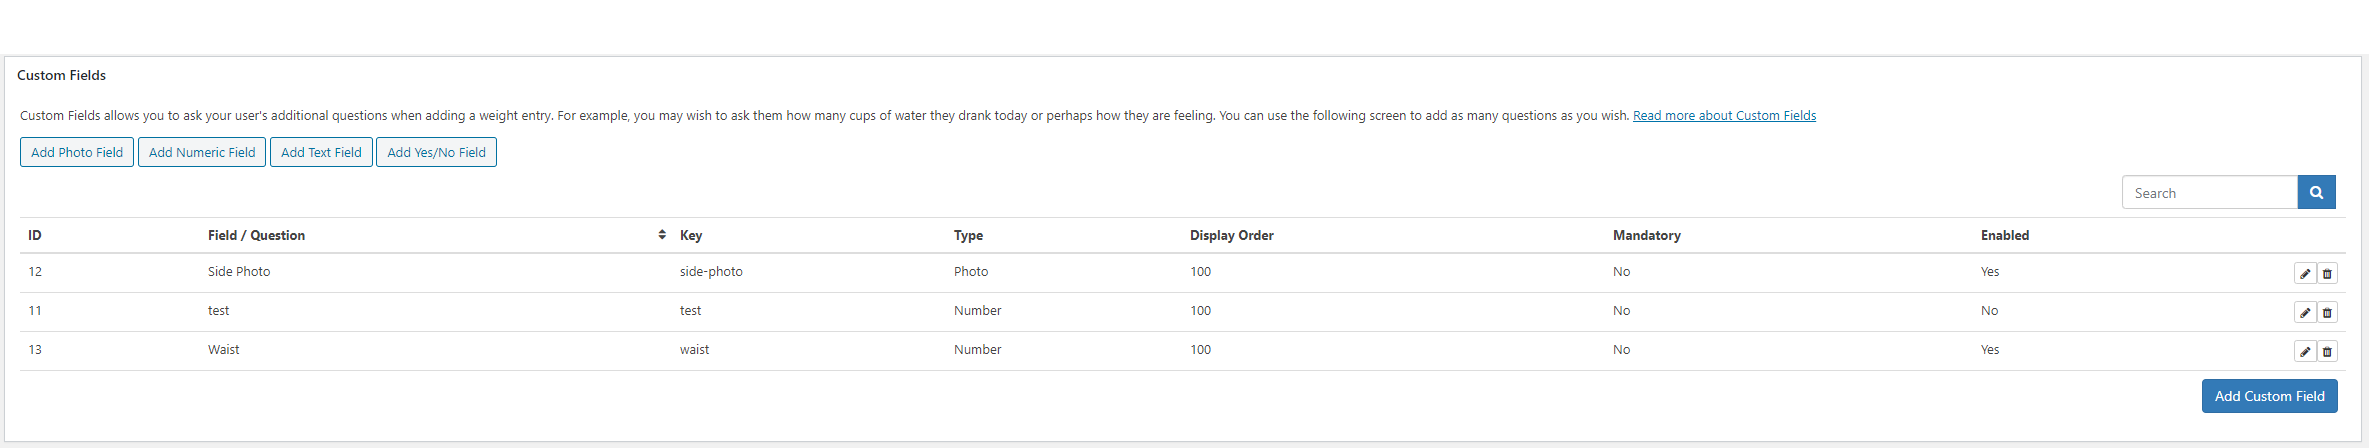 Custom Fields
Custom Fields allows you to ask your user's additional questions when adding a weight entry. For example, you may wish to ask them how many cups of water they drank today or perhaps how they are feeling. You can use the following screen to add as many questions as you wish. Read more about Custom Fields
Add Photo Field Add Numeric Field Add Text Field Add Yes/No Field
Search
ID Field / Question Key Type Display Order Mandatory Enabled
12 Side Photo side-photo Photo 100 No Yes
11 test test Number 100 No No
13 Waist waist Number 100 No Yes
Add Custom Field